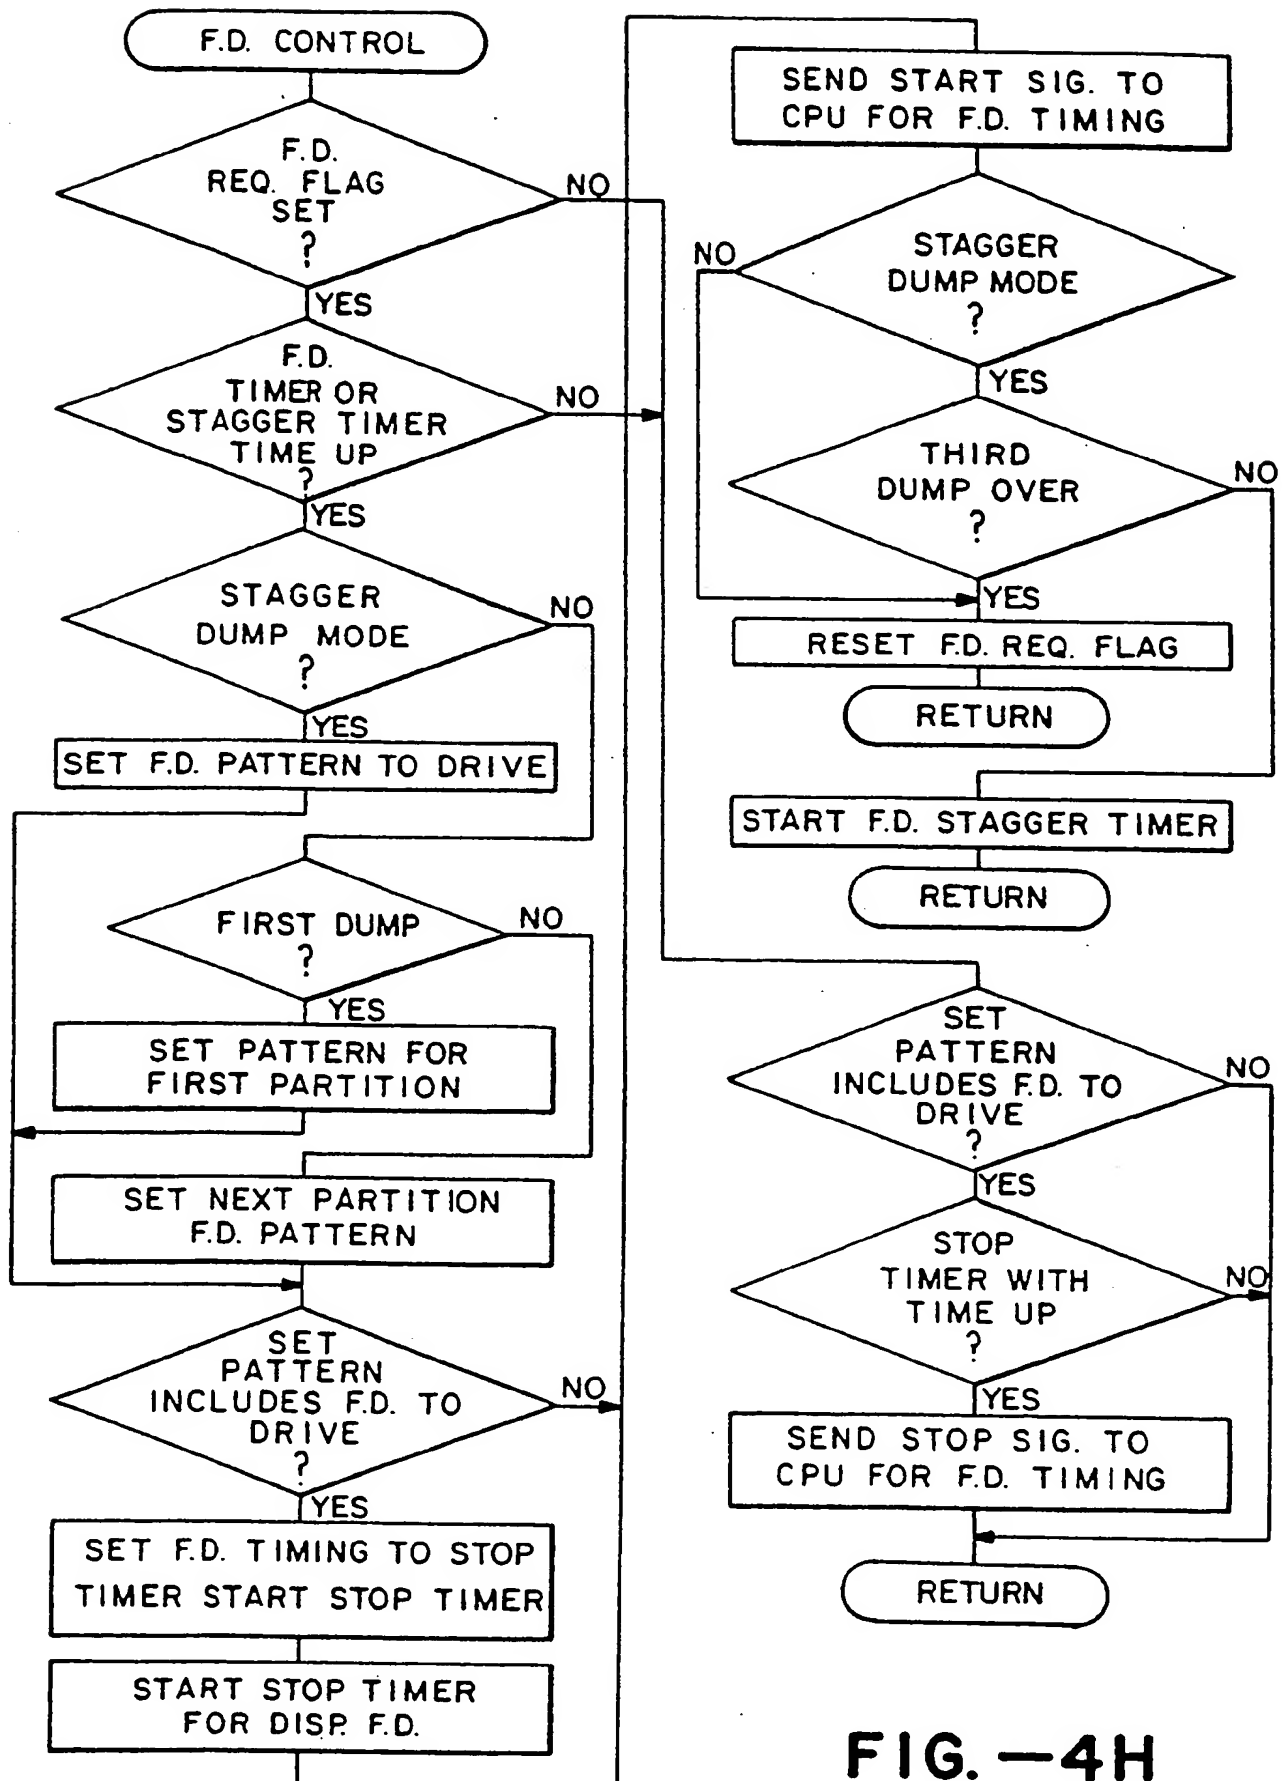 F.D. CONTROL
F.D.
REQ. FLAG
SET
?
NO
YES
F.D.
TIMER OR
STAGGER TIMER
TIME UP
?
NO
YES
STAGGER
DUMP MODE
?
NO
YES
SET F.D. PATTERN TO DRIVE
FIRST DUMP
?
NO
YES
SET PATTERN FOR
FIRST PARTITION
SET NEXT PARTITION
F.D. PATTERN
SET
PATTERN
INCLUDES F.D. TO
DRIVE
?
NO
YES
SET F.D. TIMING TO STOP
TIMER START STOP TIMER
START STOP TIMER
FOR DISP. F.D.
SEND START SIG. TO
CPU FOR F.D. TIMING
STAGGER
DUMP MODE
?
NO
YES
THIRD
DUMP OVER
?
NO
YES
RESET F.D. REQ. FLAG
RETURN
START F.D. STAGGER TIMER
RETURN
SET
PATTERN
INCLUDES F.D. TO
DRIVE
?
NO
YES
STOP
TIMER WITH
TIME UP
?
NO
YES
SEND STOP SIG. TO
CPU FOR F.D. TIMING
RETURN
FIG.—4H